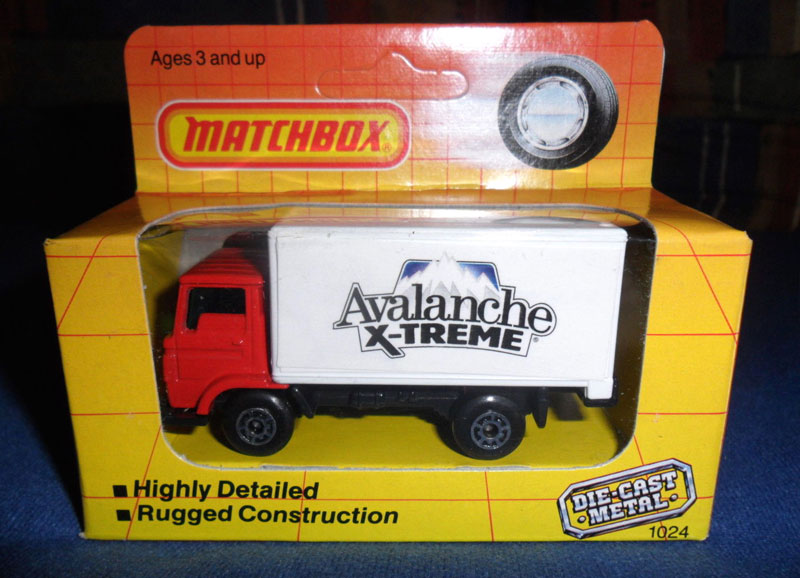 Ages 3 and up
MATCHBOX
Avalanche
X-TREME®
■ Highly Detailed
■ Rugged Construction
DIE-CAST
METAL
1024